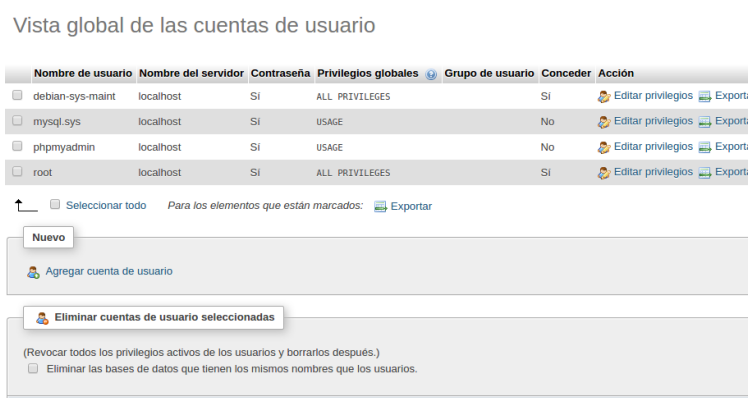 Vista global de las cuentas de usuario
Nombre de usuario Nombre del servidor Contraseña Privilegios globales Grupo de usuario Conceder Acción
debian-sys-maint localhost Sí ALL PRIVILEGES Sí Editar privilegios Exporta
mysql.sys localhost Sí USAGE No Editar privilegios Exporta
phpmyadmin localhost Sí USAGE No Editar privilegios Exporta
root localhost Sí ALL PRIVILEGES Sí Editar privilegios Exporta
Seleccionar todo Para los elementos que están marcados: Exportar
Nuevo
Agregar cuenta de usuario
Eliminar cuentas de usuario seleccionadas
(Revocar todos los privilegios activos de los usuarios y borrarlos después.)
Eliminar las bases de datos que tienen los mismos nombres que los usuarios.